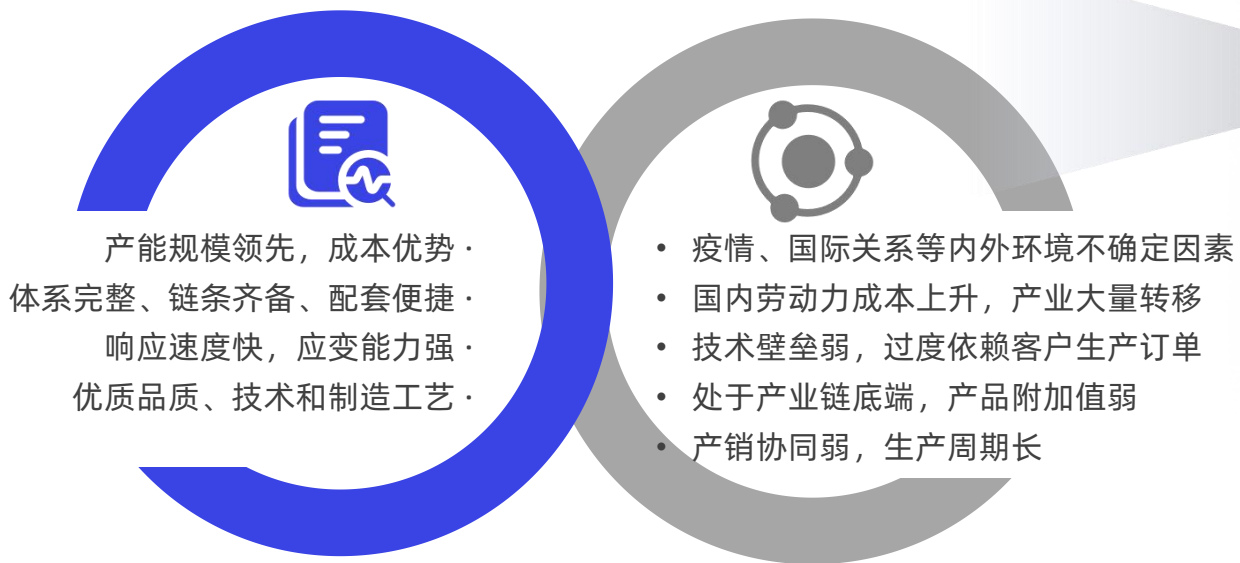 产能规模领先，成本优势 ·
体系完整、链条齐备、配套便捷 ·
响应速度快，应变能力强 ·
优质品质、技术和制造工艺 ·
• 疫情、国际关系等内外环境不确定因素
• 国内劳动力成本上升，产业大量转移
• 技术壁垒弱，过度依赖客户生产订单
• 处于产业链底端，产品附加值弱
• 产销协同弱，生产周期长